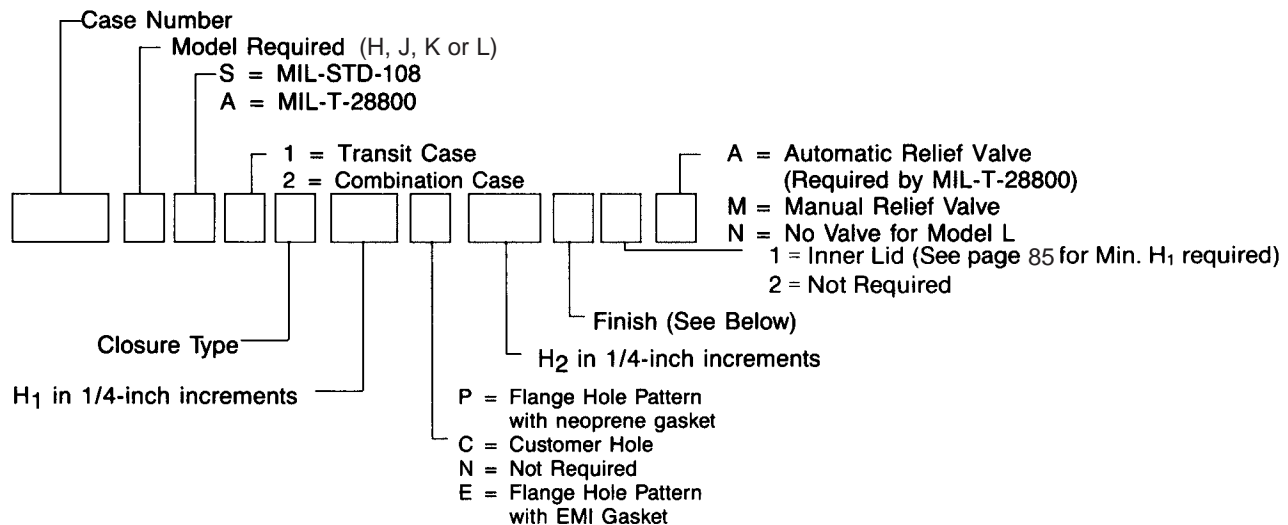 Case Number
Model Required (H, J, K or L)
S = MIL-STD-108
A = MIL-T-28800
1 = Transit Case
2 = Combination Case
A = Automatic Relief Valve
(Required by MIL-T-28800)
M = Manual Relief Valve
N = No Valve for Model L
1 = Inner Lid (See page 85 for Min. H1 required)
2 = Not Required
Finish (See Below)
Closure Type
H2 in 1/4-inch increments
H1 in 1/4-inch increments
P = Flange Hole Pattern
with neoprene gasket
C = Customer Hole
N = Not Required
E = Flange Hole Pattern
with EMI Gasket